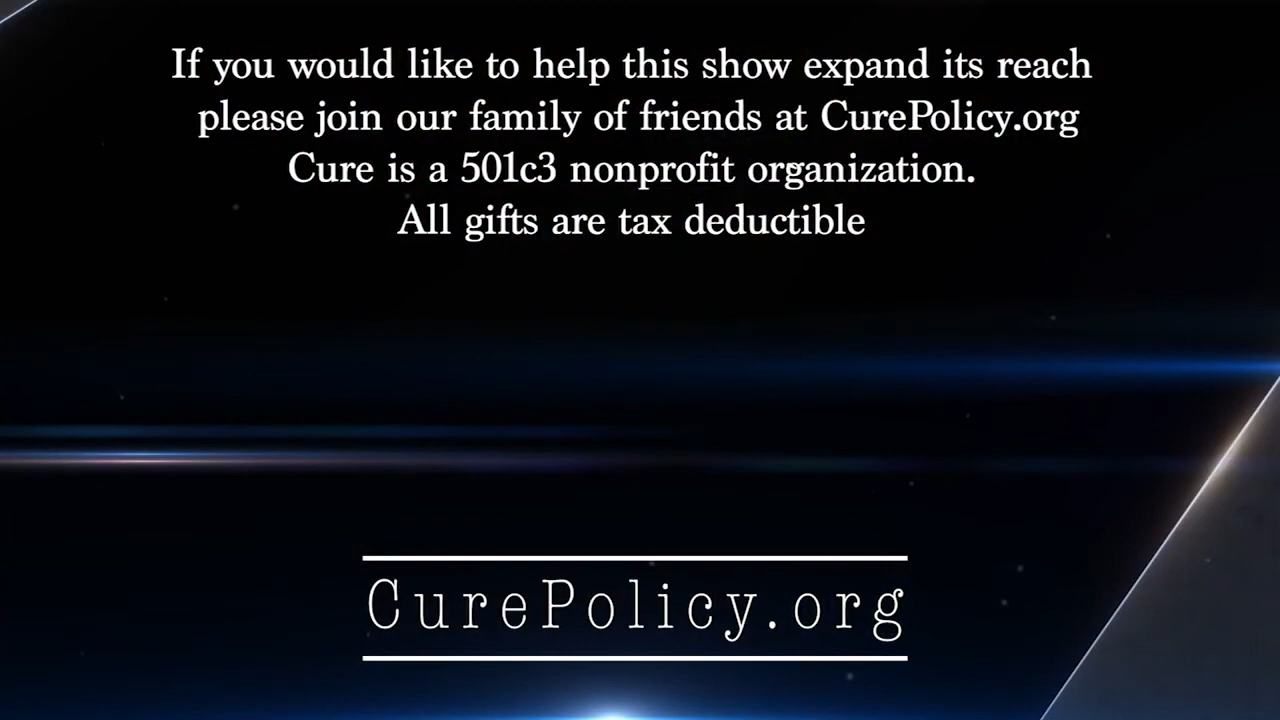 If you would like to help this show expand its reach
please join our family of friends at CurePolicy.org
Cure is a 501c3 nonprofit organization.
All gifts are tax deductible
CurePolicy.org